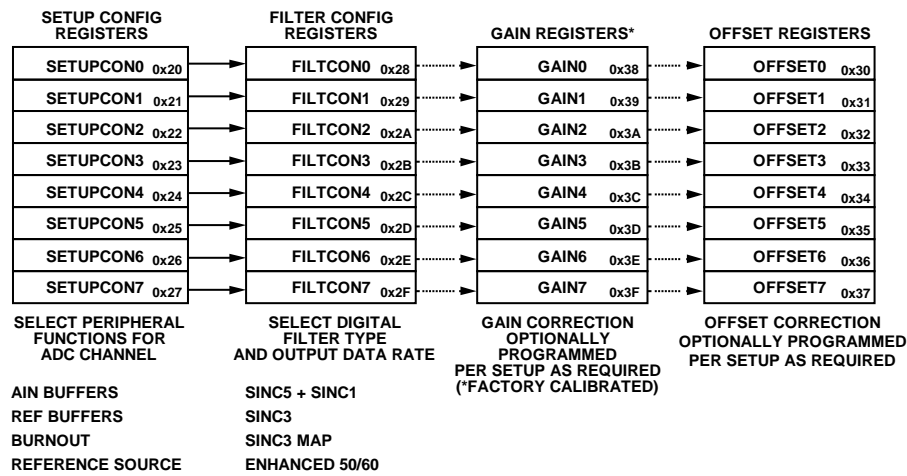 SETUP CONFIG
REGISTERS
SETUPCON0 0x20
SETUPCON1 0x21
SETUPCON2 0x22
SETUPCON3 0x23
SETUPCON4 0x24
SETUPCON5 0x25
SETUPCON6 0x26
SETUPCON7 0x27
SELECT PERIPHERAL
FUNCTIONS FOR
ADC CHANNEL
AIN BUFFERS
REF BUFFERS
BURNOUT
REFERENCE SOURCE
FILTER CONFIG
REGISTERS
FILTCON0 0x28
FILTCON1 0x29
FILTCON2 0x2A
FILTCON3 0x2B
FILTCON4 0x2C
FILTCON5 0x2D
FILTCON6 0x2E
FILTCON7 0x2F
SELECT DIGITAL
FILTER TYPE
AND OUTPUT DATA RATE
SINC5 + SINC1
SINC3
SINC3 MAP
ENHANCED 50/60
GAIN REGISTERS*
GAIN0 0x38
GAIN1 0x39
GAIN2 0x3A
GAIN3 0x3B
GAIN4 0x3C
GAIN5 0x3D
GAIN6 0x3E
GAIN7 0x3F
GAIN CORRECTION
OPTIONALLY
PROGRAMMED
PER SETUP AS REQUIRED
(*FACTORY CALIBRATED)
OFFSET REGISTERS
OFFSET0 0x30
OFFSET1 0x31
OFFSET2 0x32
OFFSET3 0x33
OFFSET4 0x34
OFFSET5 0x35
OFFSET6 0x36
OFFSET7 0x37
OFFSET CORRECTION
OPTIONALLY PROGRAMMED
PER SETUP AS REQUIRED